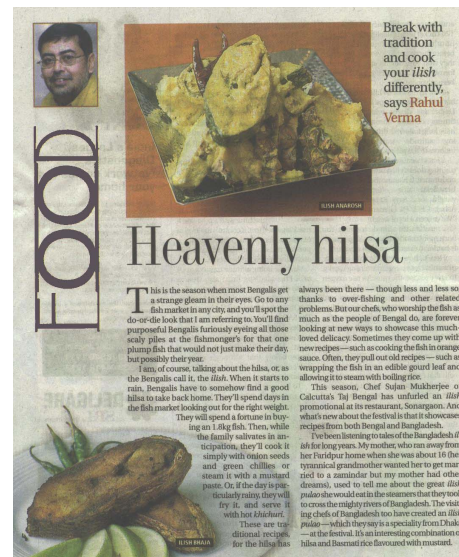 FOOD
Break with
tradition
and cook
your ilish
differently,
says Rahul
Verma
ILISH ANAROSH
Heavenly hilsa
This is the season when most Bengalis get
a strange gleam in their eyes. Go to any
fish market in any city, and you'll spot the
do-or-die look that I am referring to. You'll find
purposeful Bengalis furiously eyeing all those
scaly piles at the fishmonger's for that one
plump fish that would not just make their day,
but possibly their year.
I am, of course, talking about the hilsa, or, as
the Bengalis call it, the ilish. When it starts to
rain, Bengalis have to somehow find a good
hilsa to take back home. They'll spend days in
the fish market looking out for the right weight.
They will spend a fortune in buy-
ing an 1.8kg fish. Then, while
the family salivates in an-
ticipation, they'll cook it
simply with onion seeds
and green chillies or
steam it with a mustard
paste. Or, if the day is par-
ticularly rainy, they will
fry it, and serve it
with hot khichuri.
These are tra-
ditional recipes
for the hilsa has
ILISH BHAJA
always been there — though less and less so,
thanks to over-fishing and other related
problems. But our chefs, who worship the fish as
much as the people of Bengal do, are forever
looking at new ways to showcase this much-
loved delicacy. Sometimes they come up with
new recipes — such as cooking the fish in orange
sauce. Often, they pull out old recipes — such as
wrapping the fish in an edible gourd leaf and
allowing it to steam with boiling rice.
This season, Chef Sujan Mukherjee o
Calcutta's Taj Bengal has unfurled an ilish
promotional at its restaurant, Sonargaon. And
what's new about the festival is that it showcases
recipes from both Bengal and Bangladesh.
I've been listening to tales of the Bangladesh il
ish for long years. My mother, who ran away from
her Faridpur home when she was about 16 (her
tyrannical grandmother wanted her to get mar
ried to a zamindar but my mother had other
dreams), used to tell me about the great ilish
pulao she would eat in the steamers that they took
to cross the mighty rivers of Bangladesh. The visit
ing chefs of Bangladesh too have created an ilish
pulao — which they say is a speciality from Dhaka
— at the festival. It's an interesting combination o
hilsa and Basmati rice flavoured with mustard.